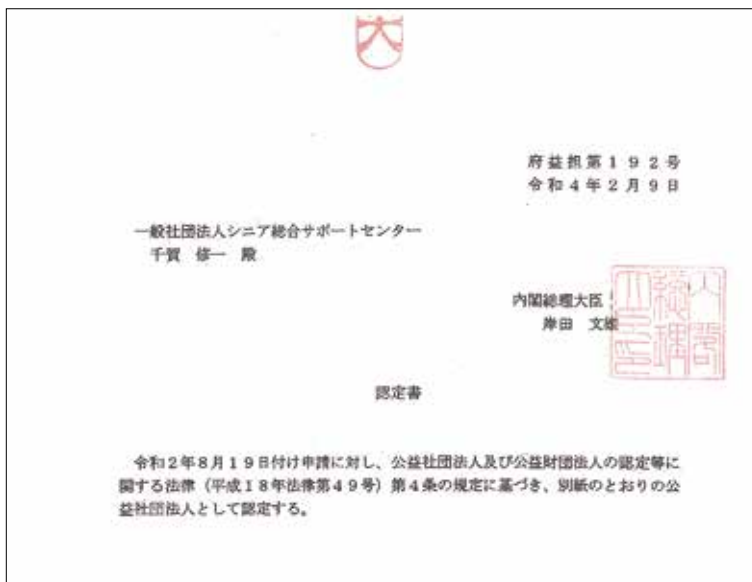 府益担第192号
令和4年2月9日
一般社団法人シニア総合サポートセンター
千賀 修一 殿
内閣総理大臣
岸田 文雄
認定書
令和2年8月19日付け申請に対し、公益社団法人及び公益財団法人の認定等に
関する法律(平成18年法律第49号)第4条の規定に基づき、別紙のとおりの公
益社団法人として認定する。